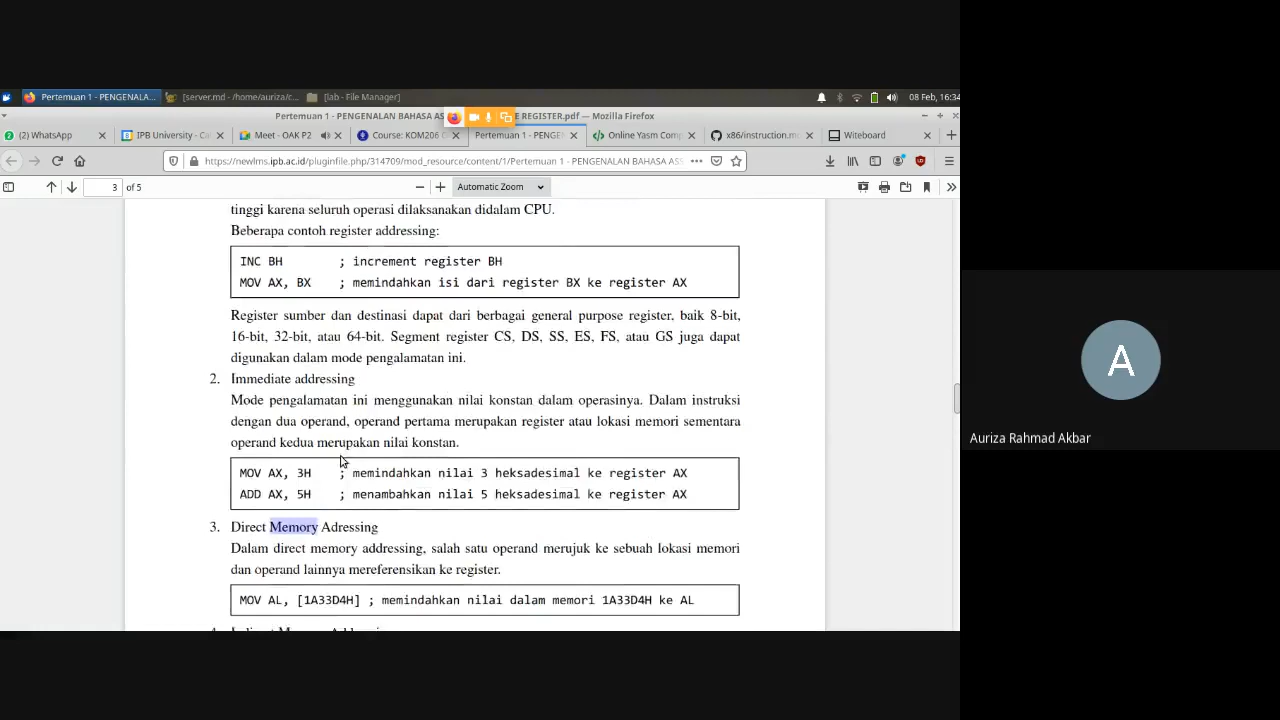 Pertemuan 1 - PENGENALA...
[server.md - /home/auriza/c...
[lab - File Manager]
08 Feb, 16:34
Pertemuan 1 - PENGENALAN BAHASA AS
E REGISTER.pdf — Mozilla Firefox
(2) WhatsApp
IPB University - Ci
Meet - OAK P2
Course: KOM206 G
Pertemuan 1 - PENGEN
Online Yasm Comp
x86/instruction.m
Witeboard
https://newlms.ipb.ac.id/pluginfile.php/314709/mod_resource/content/1/Pertemuan 1 - PENGENALAN BAHASA ASS
3
of 5
Automatic Zoom
tinggi karena seluruh operasi dilaksanakan didalam CPU.
Beberapa contoh register addressing:
INC BH ; increment register BH
MOV AX, BX ; memindahkan isi dari register BX ke register AX
Register sumber dan destinasi dapat dari berbagai general purpose register, baik 8-bit,
16-bit, 32-bit, atau 64-bit. Segment register CS, DS, SS, ES, FS, atau GS juga dapat
digunakan dalam mode pengalamatan ini.
2. Immediate addressing
Mode pengalamatan ini menggunakan nilai konstan dalam operasinya. Dalam instruksi
dengan dua operand, operand pertama merupakan register atau lokasi memori sementara
operand kedua merupakan nilai konstan.
MOV AX, 3H ; memindahkan nilai 3 heksadesimal ke register AX
ADD AX, 5H ; menambahkan nilai 5 heksadesimal ke register AX
3. Direct Memory Adressing
Dalam direct memory addressing, salah satu operand merujuk ke sebuah lokasi memori
dan operand lainnya mereferensikan ke register.
MOV AL, [1A33D4H] ; memindahkan nilai dalam memori 1A33D4H ke AL
A
Auriza Rahmad Akbar